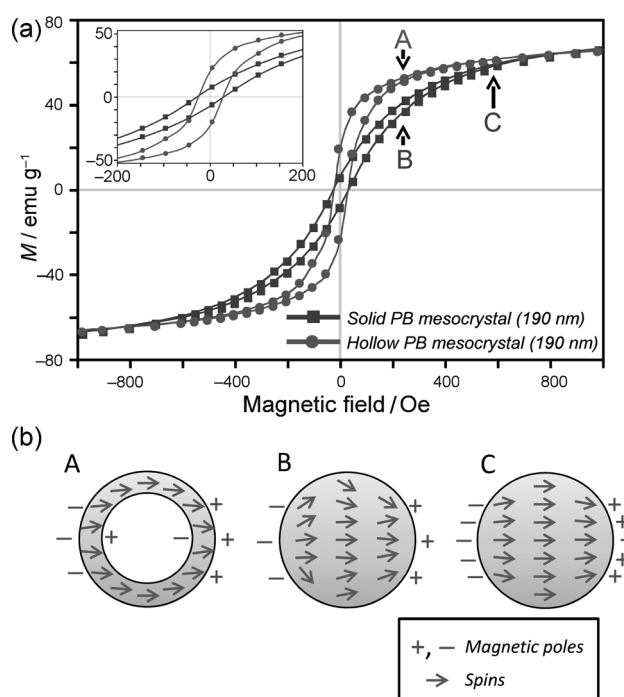 (a)
80
40
0
−40
−80
M / emu g⁻¹
50
0
−50
−200
0
200
A
B
C
Solid PB mesocrystal (190 nm)
Hollow PB mesocrystal (190 nm)
−800
−400
0
400
800
Magnetic field / Oe
(b)
A
B
C
− − − + − + + +
− − − + + +
− − − − − + + + + +
+, − Magnetic poles
Spins